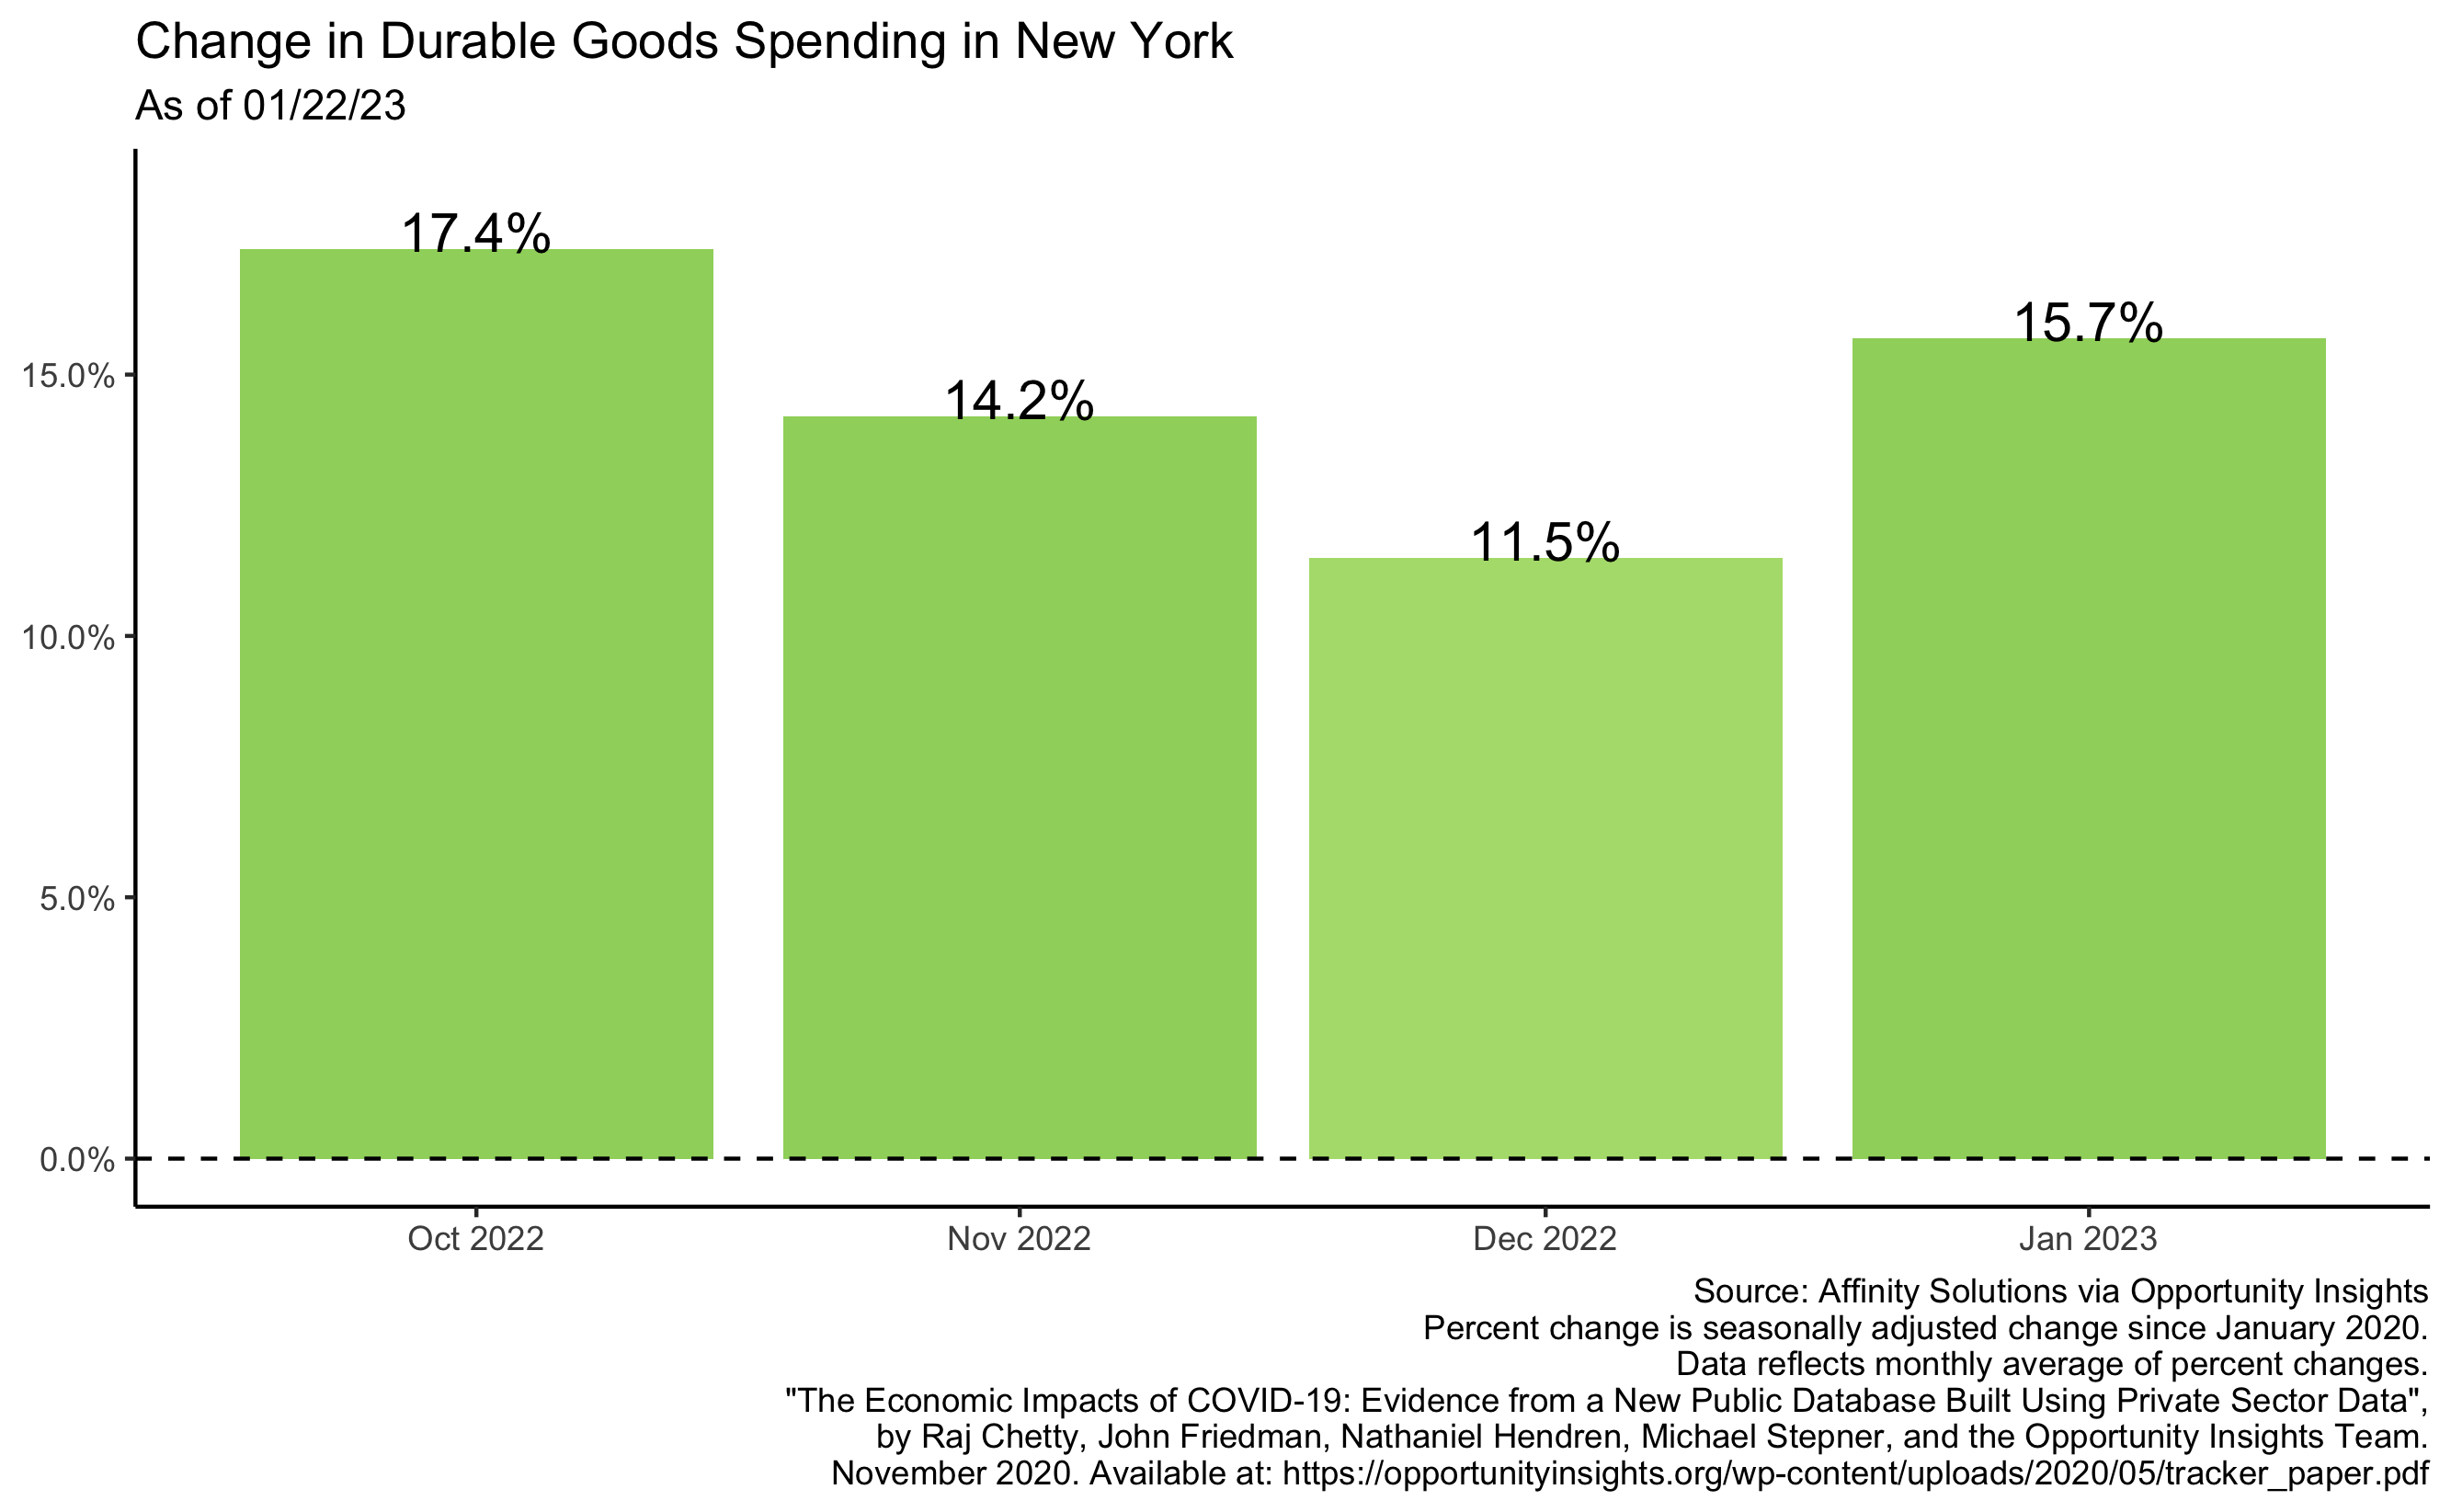 Change in Durable Goods Spending in New York
As of 01/22/23
17.4%
14.2%
11.5%
15.7%
15.0%
10.0%
5.0%
0.0%
Oct 2022
Nov 2022
Dec 2022
Jan 2023
Source: Affinity Solutions via Opportunity Insights
Percent change is seasonally adjusted change since January 2020.
Data reflects monthly average of percent changes.
"The Economic Impacts of COVID-19: Evidence from a New Public Database Built Using Private Sector Data",
by Raj Chetty, John Friedman, Nathaniel Hendren, Michael Stepner, and the Opportunity Insights Team.
November 2020. Available at: https://opportunityinsights.org/wp-content/uploads/2020/05/tracker_paper.pdf